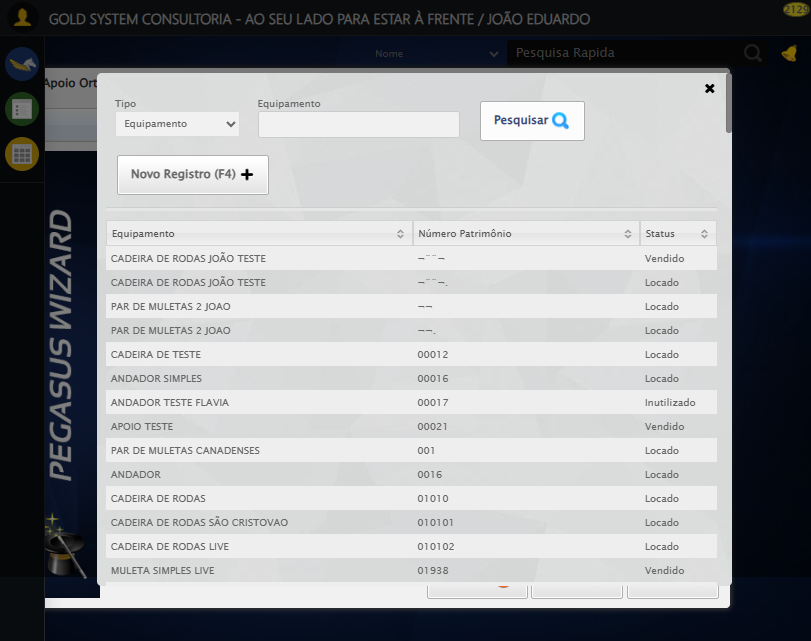 GOLD SYSTEM CONSULTORIA - AO SEU LADO PARA ESTAR À FRENTE / JOÃO EDUARDO
2129
Nome
Pesquisa Rapida
Apoio Ort
Tipo
Equipamento
Equipamento
Pesquisar
Novo Registro (F4)
Equipamento Número Patrimônio Status
CADEIRA DE RODAS JOÃO TESTE ¬¨¨¬ Vendido
CADEIRA DE RODAS JOÃO TESTE ¬¨¨¬. Locado
PAR DE MULETAS 2 JOAO ¬¬ Locado
PAR DE MULETAS 2 JOAO ¬¬. Locado
CADEIRA DE TESTE 00012 Locado
ANDADOR SIMPLES 00016 Locado
ANDADOR TESTE FLAVIA 00017 Inutilizado
APOIO TESTE 00021 Vendido
PAR DE MULETAS CANADENSES 001 Locado
ANDADOR 0016 Locado
CADEIRA DE RODAS 01010 Locado
CADEIRA DE RODAS SÃO CRISTOVAO 010101 Locado
CADEIRA DE RODAS LIVE 010102 Locado
MULETA SIMPLES LIVE 01938 Vendido
PEGASUS WIZARD